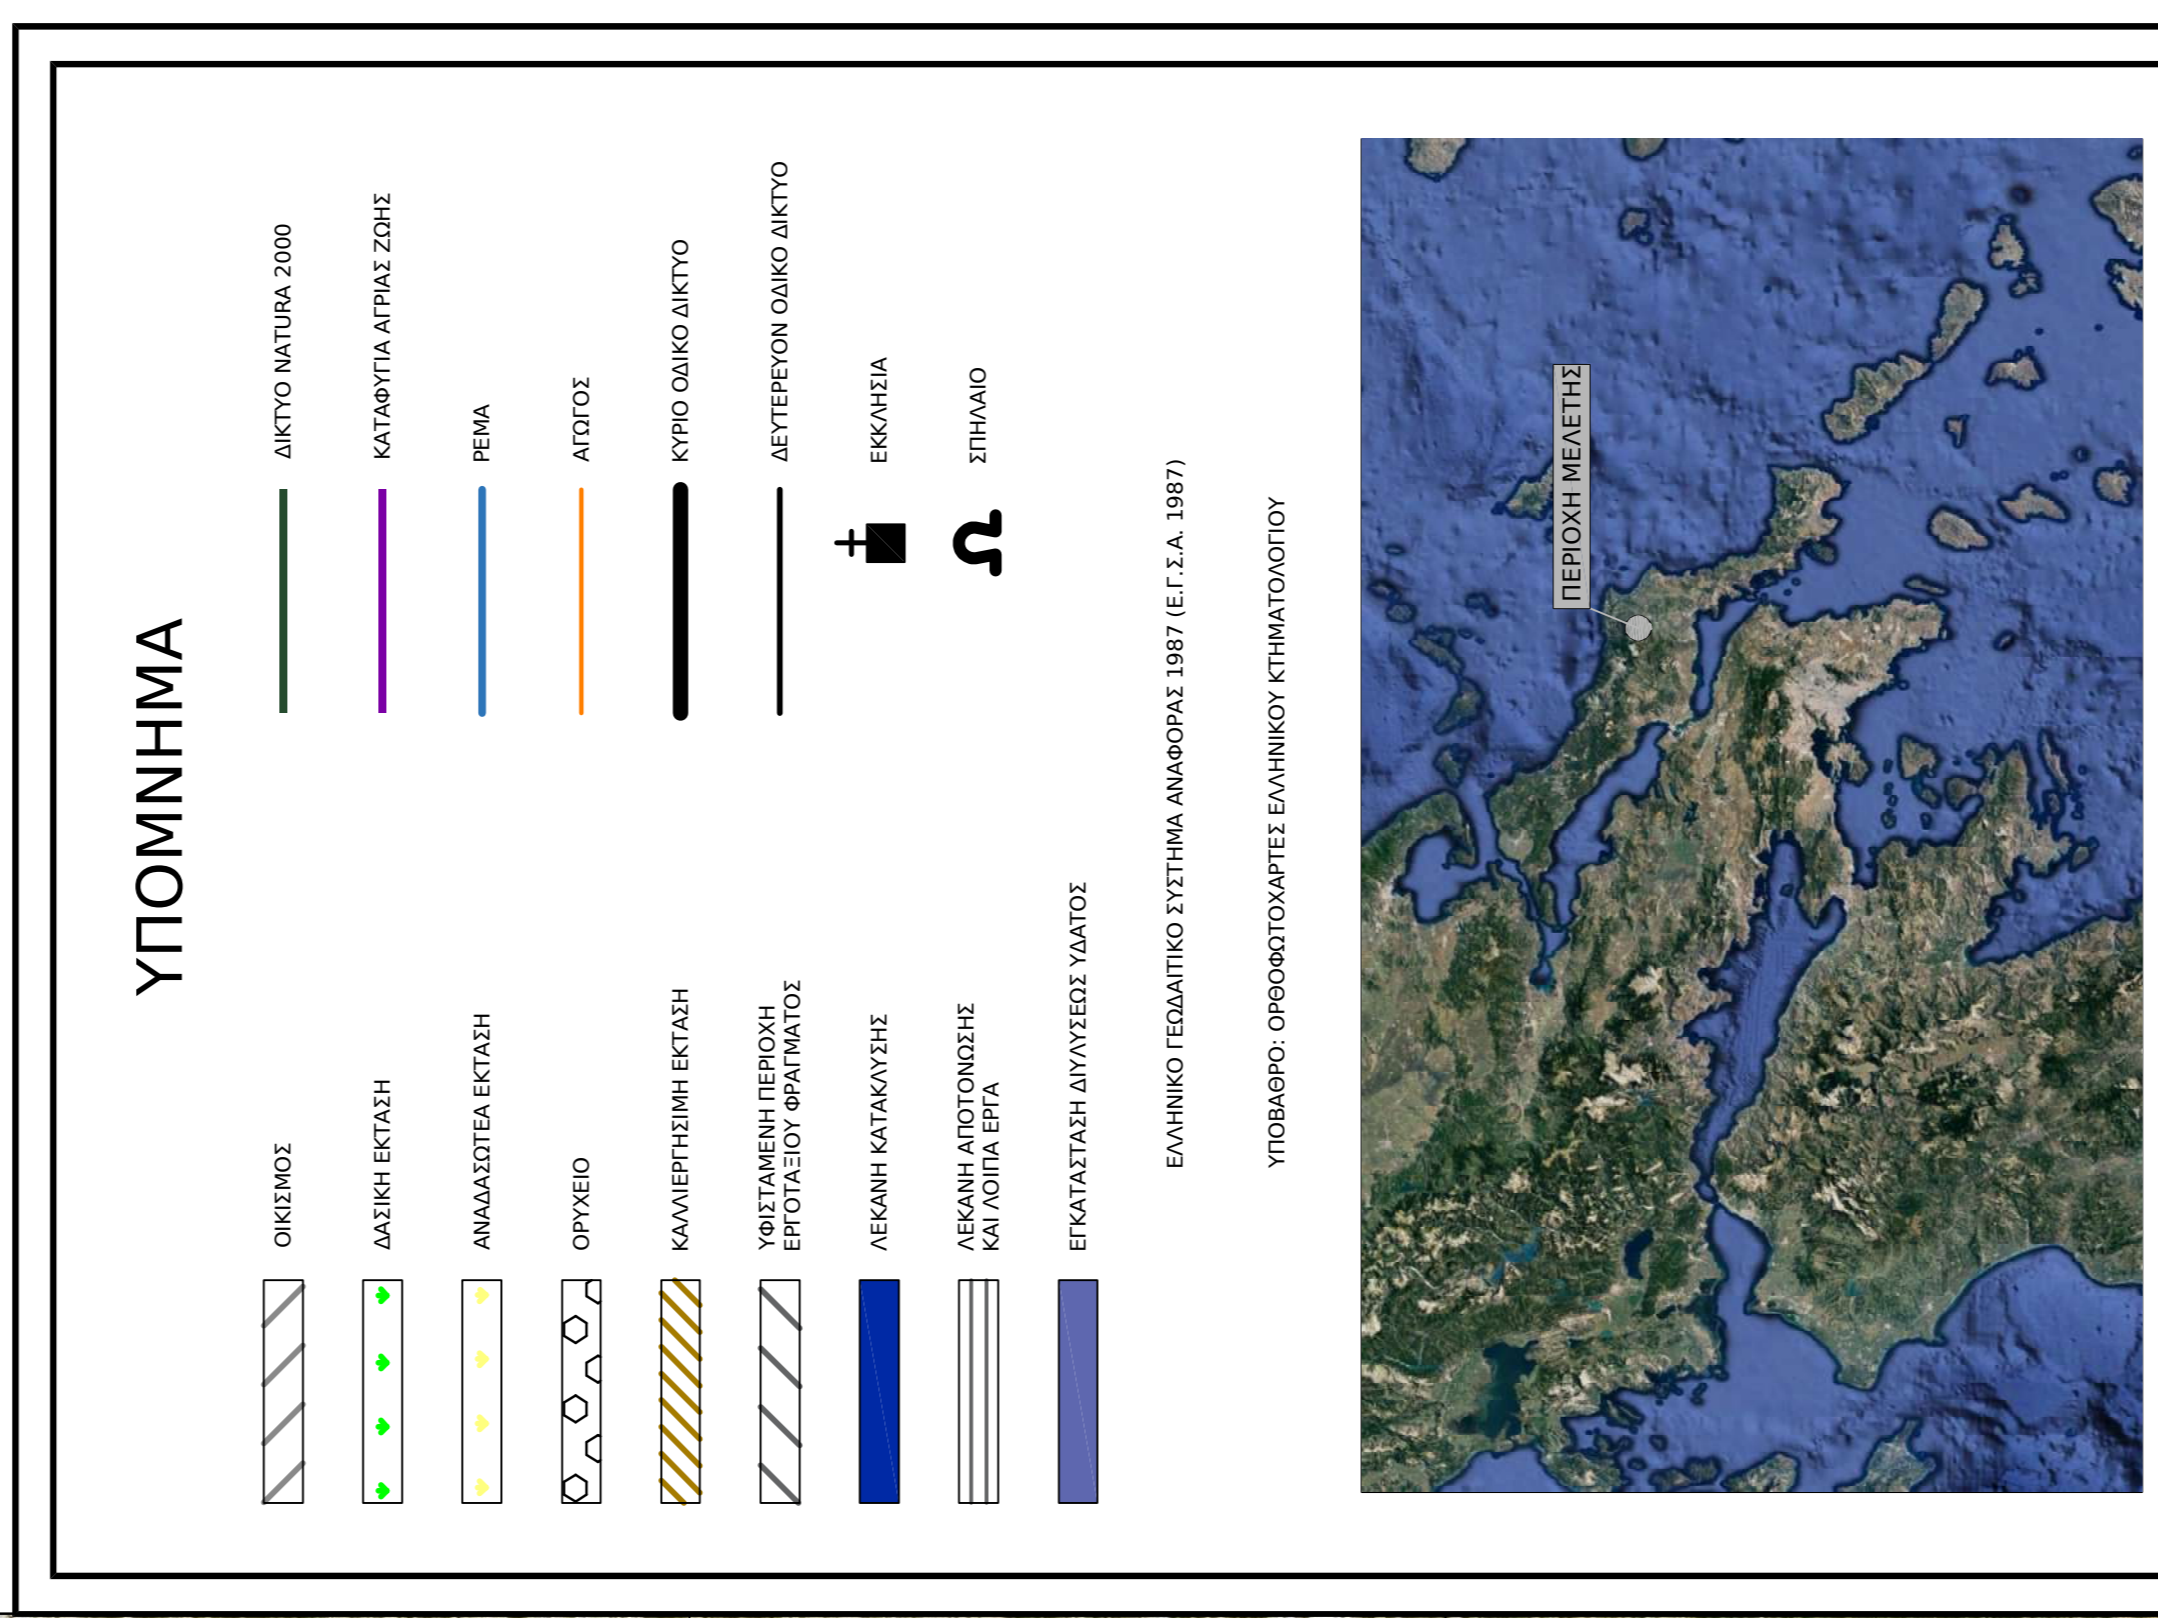 ΥΠΟΜΝΗΜΑ
ΟΙΚΙΣΜΟΣ
ΔΑΣΙΚΗ ΕΚΤΑΣΗ
ΑΝΑΔΑΣΩΤΕΑ ΕΚΤΑΣΗ
ΟΡΥΧΕΙΟ
ΚΑΛΛΙΕΡΓΗΣΙΜΗ ΕΚΤΑΣΗ
ΥΦΙΣΤΑΜΕΝΗ ΠΕΡΙΟΧΗ
ΕΡΓΟΤΑΞΙΟΥ ΦΡΑΓΜΑΤΟΣ
ΛΕΚΑΝΗ ΚΑΤΑΚΛΥΣΗΣ
ΛΕΚΑΝΗ ΑΠΟΤΟΝΩΣΗΣ
ΚΑΙ ΛΟΙΠΑ ΕΡΓΑ
ΕΓΚΑΤΑΣΤΑΣΗ ΔΙΥΛΥΣΕΩΣ ΥΔΑΤΟΣ
ΔΙΚΤΥΟ NATURA 2000
ΚΑΤΑΦΥΓΙΑ ΑΓΡΙΑΣ ΖΩΗΣ
ΡΕΜΑ
ΑΓΩΓΟΣ
ΚΥΡΙΟ ΟΔΙΚΟ ΔΙΚΤΥΟ
ΔΕΥΤΕΡΕΥΟΝ ΟΔΙΚΟ ΔΙΚΤΥΟ
ΕΚΚΛΗΣΙΑ
ΣΠΗΛΑΙΟ
ΕΛΛΗΝΙΚΟ ΓΕΩΔΑΙΤΙΚΟ ΣΥΣΤΗΜΑ ΑΝΑΦΟΡΑΣ 1987 (Ε.Γ.Σ.Α. 1987)
ΥΠΟΒΑΘΡΟ: ΟΡΘΟΦΩΤΟΧΑΡΤΕΣ ΕΛΛΗΝΙΚΟΥ ΚΤΗΜΑΤΟΛΟΓΙΟΥ
ΠΕΡΙΟΧΗ ΜΕΛΕΤΗΣ